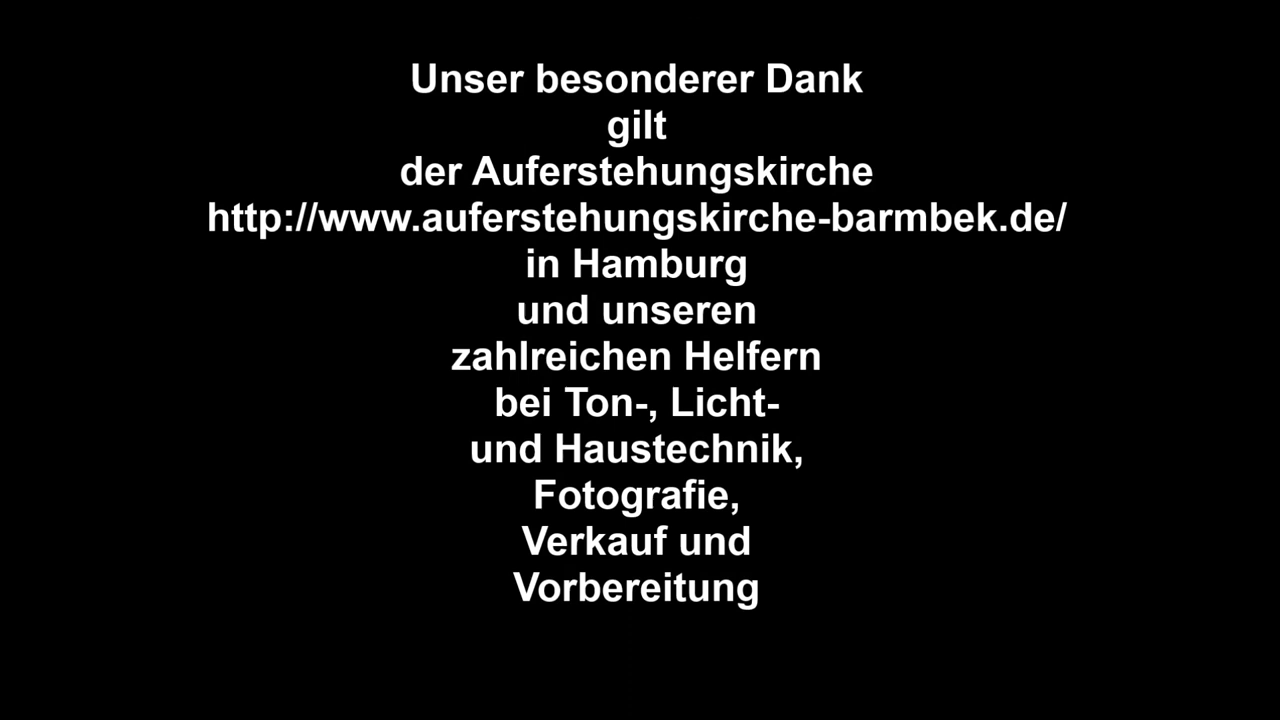 Unser besonderer Dank
gilt
der Auferstehungskirche
http://www.auferstehungskirche-barmbek.de/
in Hamburg
und unseren
zahlreichen Helfern
bei Ton-, Licht-
und Haustechnik,
Fotografie,
Verkauf und
Vorbereitung